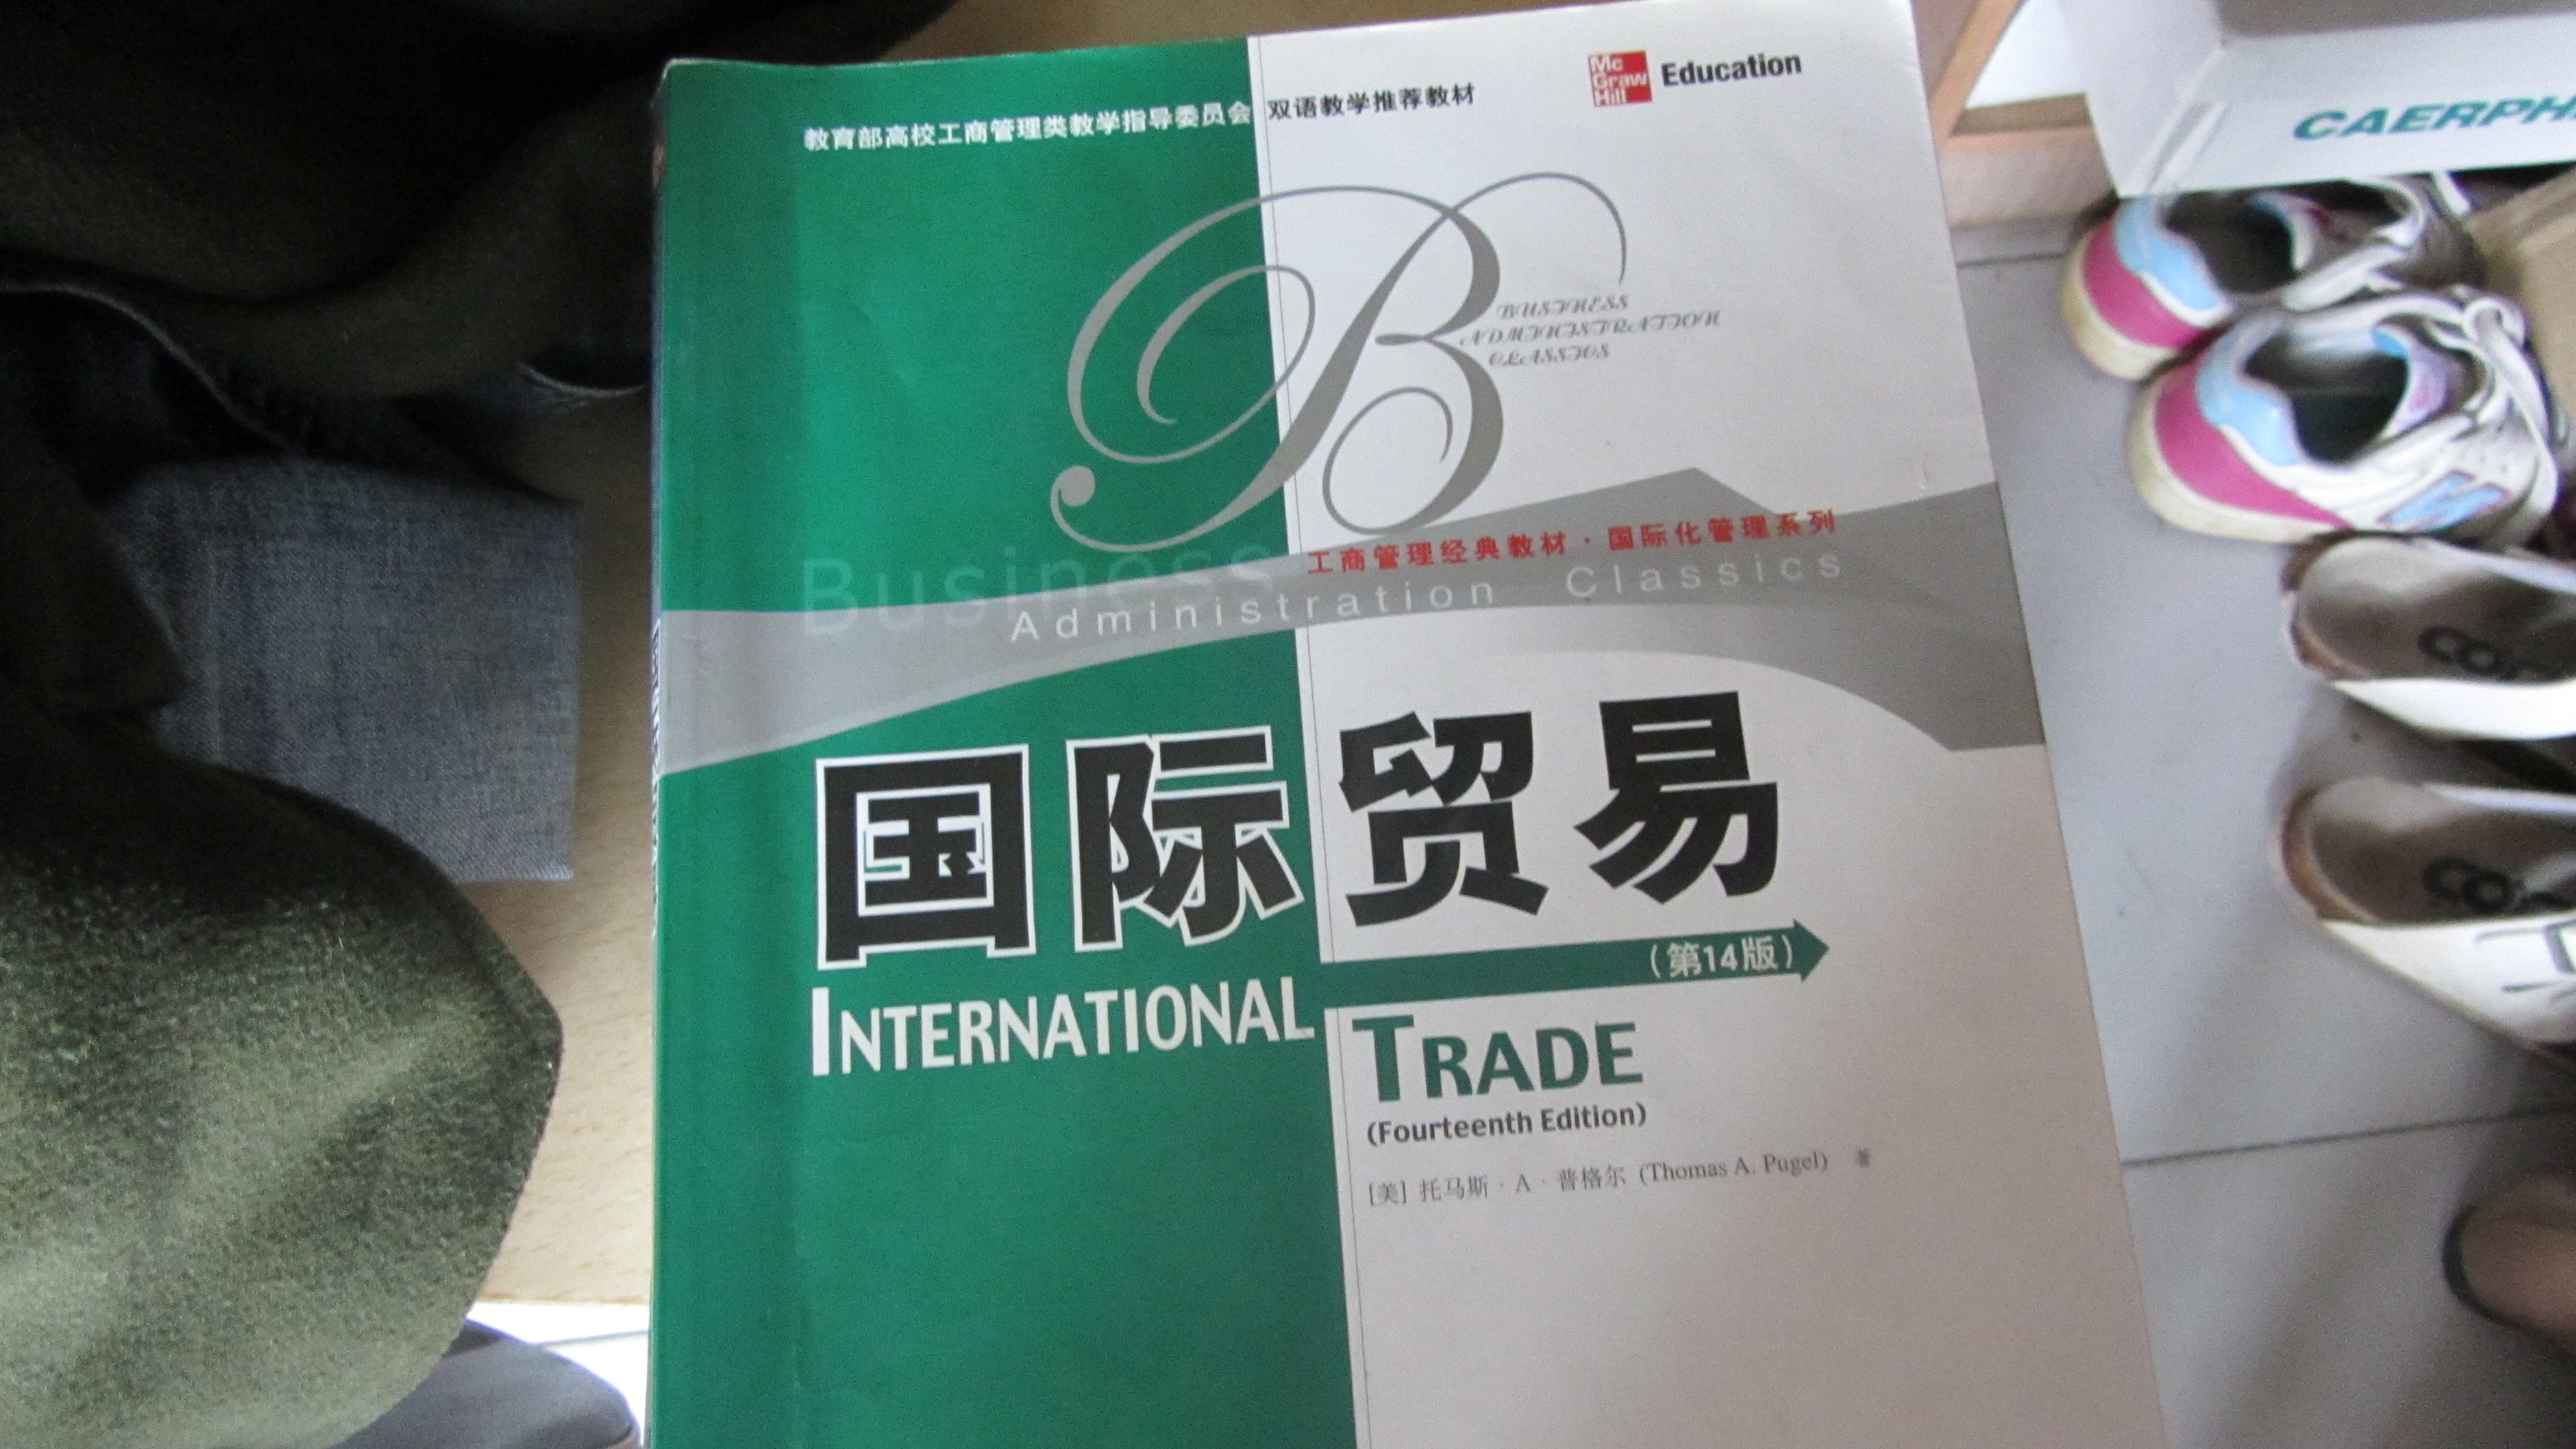 教育部高校工商管理类教学指导委员会 双语教学推荐教材
Mc
Graw
Hill
Education
CAERPH
BUSINESS
ADMINISTRATION
CLASSICS
工商管理经典教材·国际化管理系列
Business
Administration Classics
国际贸易
(第14版)
INTERNATIONAL TRADE
(Fourteenth Edition)
[美] 托马斯·A·普格尔 (Thomas A. Pugel) 著